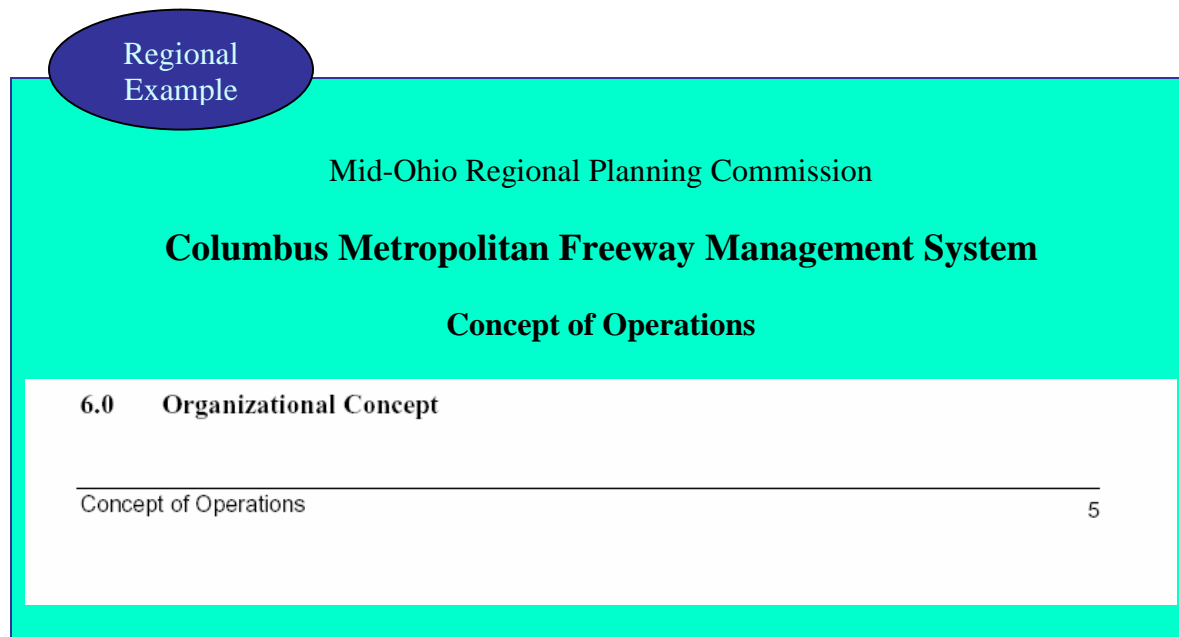 Regional
Example
Mid-Ohio Regional Planning Commission
Columbus Metropolitan Freeway Management System
Concept of Operations
6.0 Organizational Concept
Concept of Operations 5